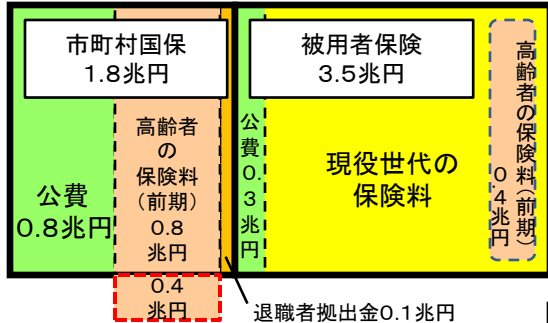 市町村国保
1.8兆円
被用者保険
3.5兆円
公費
0.8兆円
高齢者
の
保険料
（前期）
0.8
兆円
0.4
兆円
公費0.3兆円
現役世代の
保険料
高齢者の保険料（前期）
0.4兆円
退職者拠出金0.1兆円